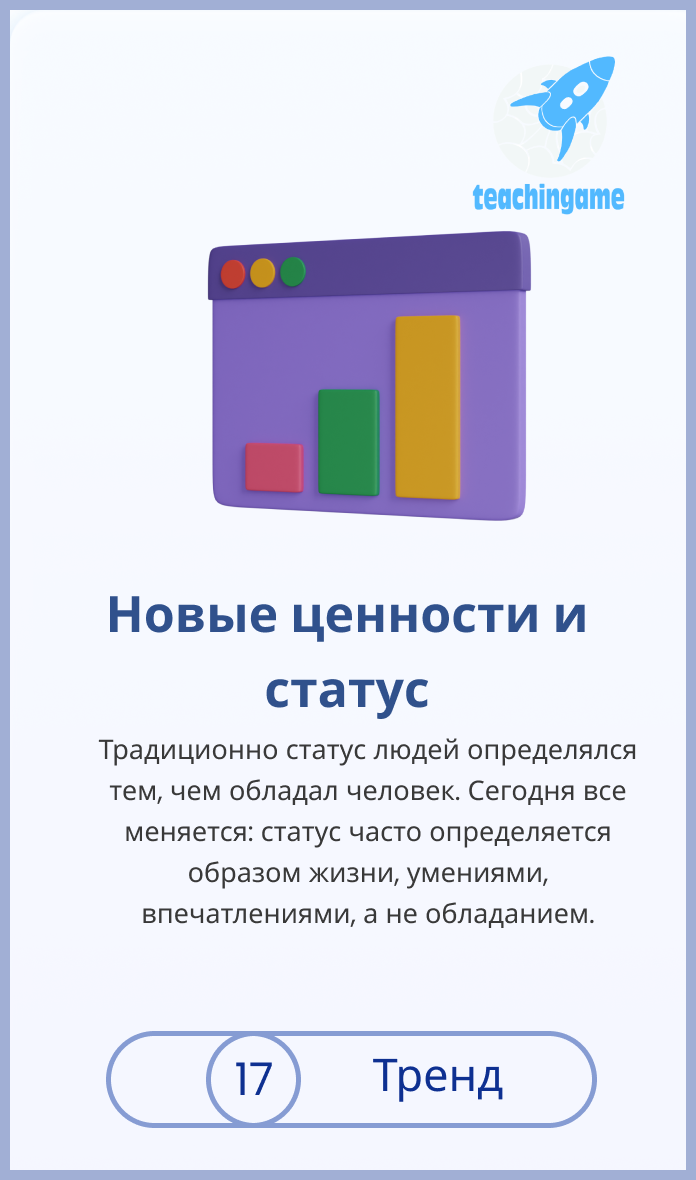 teachingame
Новые ценности и
статус
Традиционно статус людей определялся
тем, чем обладал человек. Сегодня все
меняется: статус часто определяется
образом жизни, умениями,
впечатлениями, а не обладанием.
17 Тренд